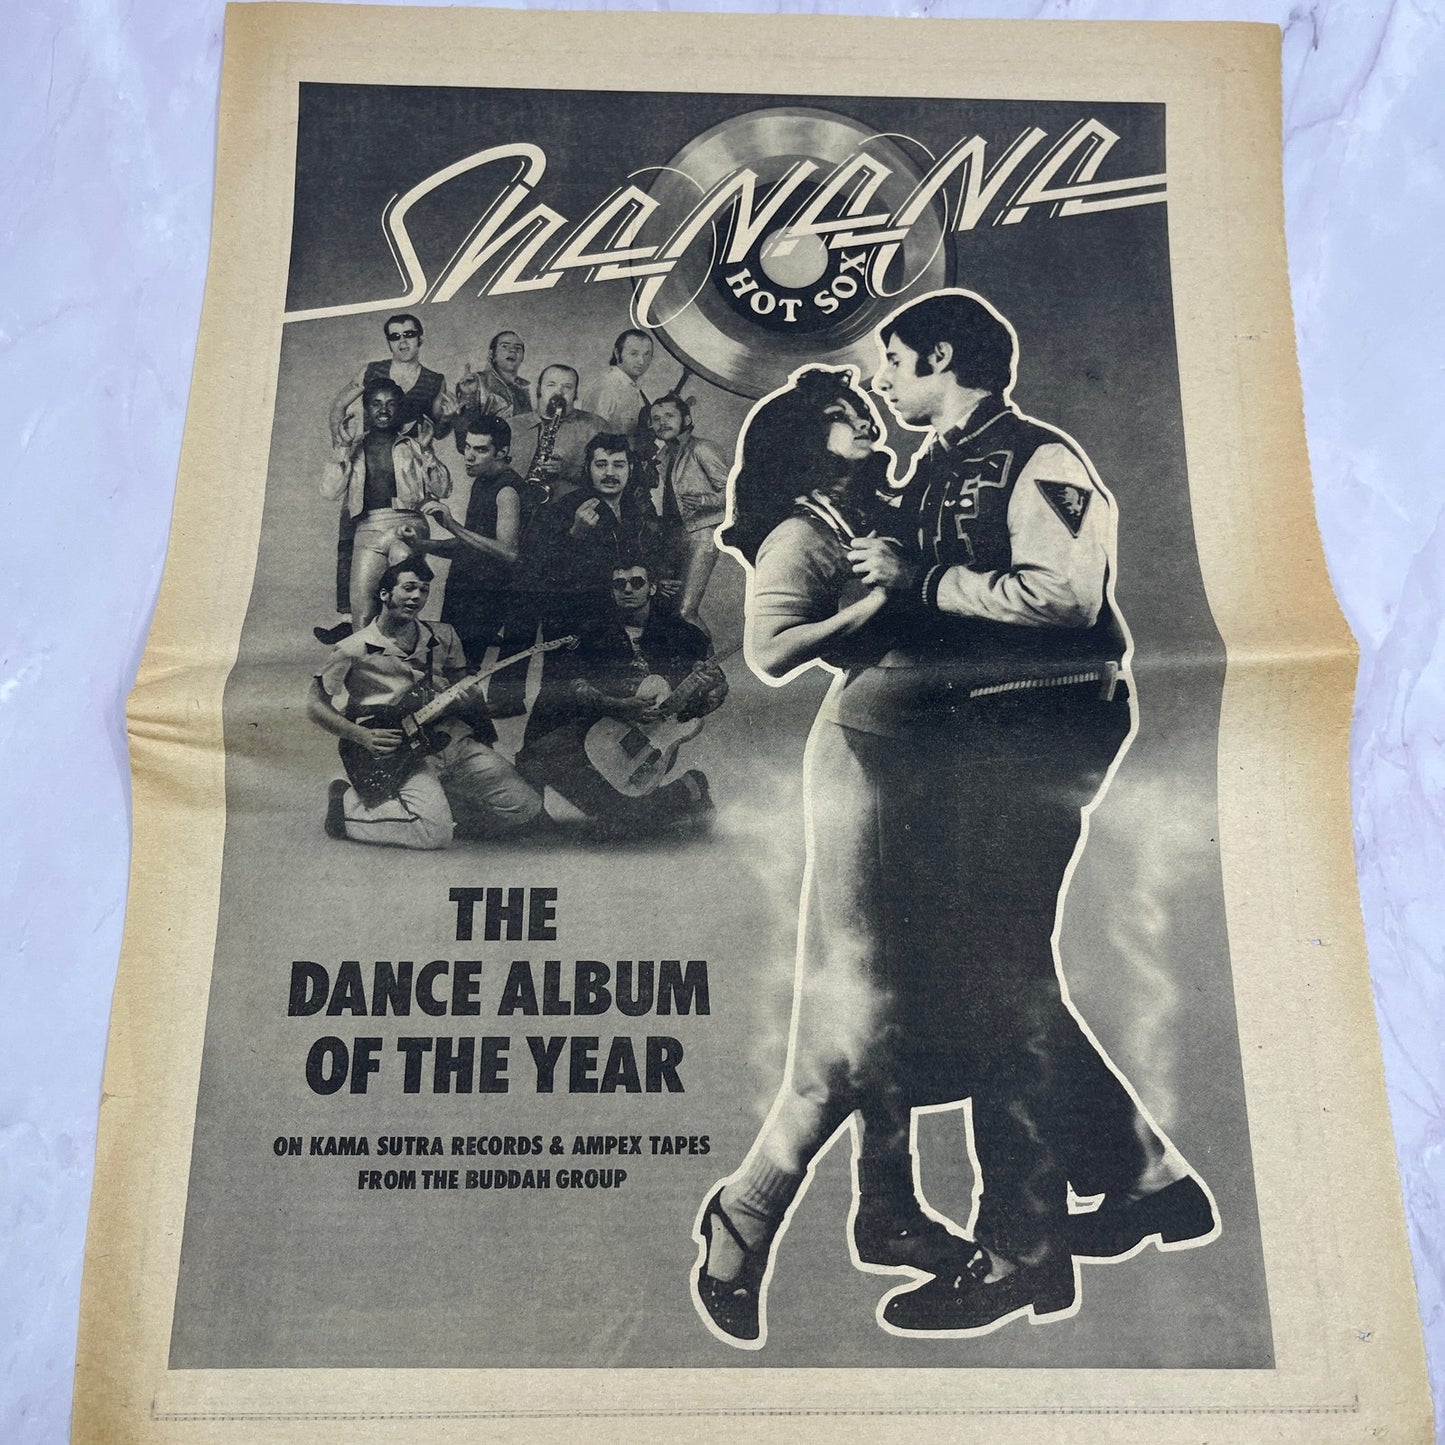 ShaNaNa
HOT SOX
F
THE
DANCE ALBUM
OF THE YEAR
ON KAMA SUTRA RECORDS & AMPEX TAPES
FROM THE BUDDAH GROUP